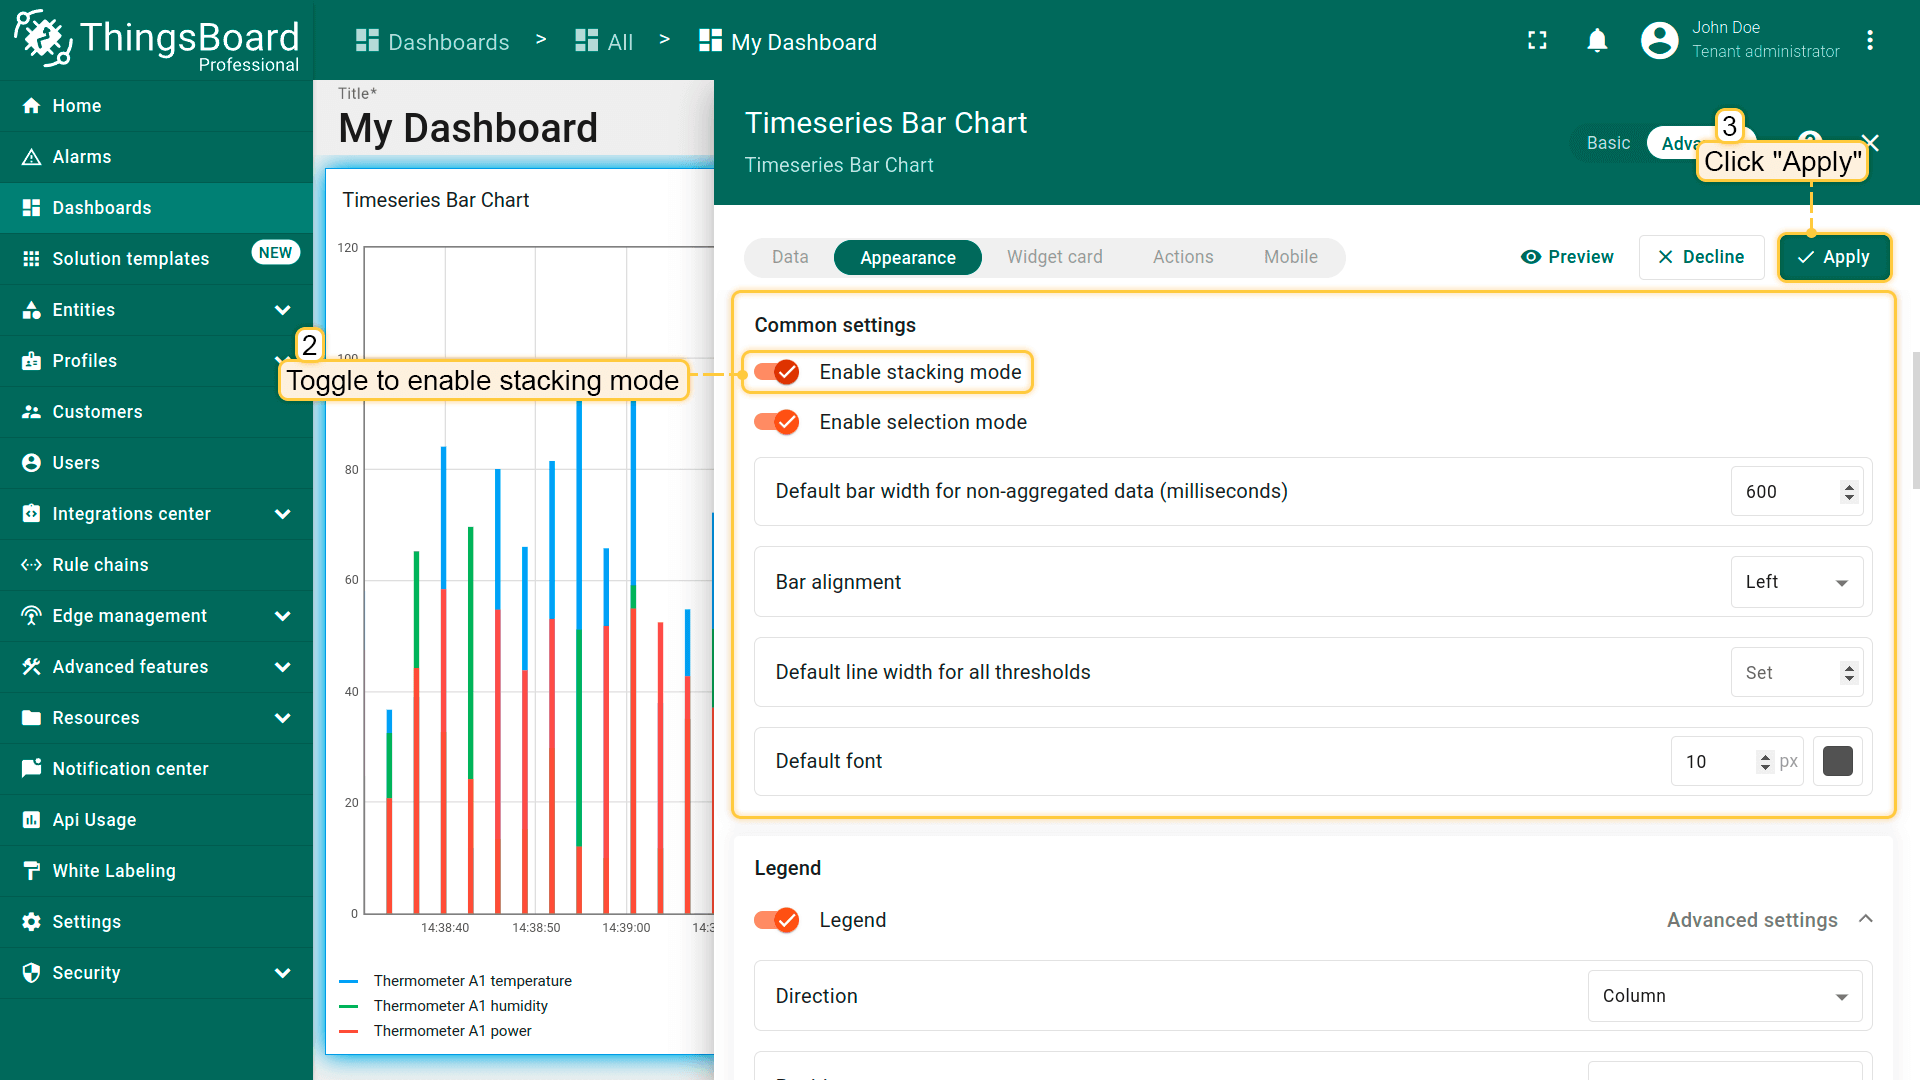 ThingsBoard
Professional
Dashboards > All > My Dashboard
John Doe
Tenant administrator
Home
Alarms
Dashboards
Solution templates NEW
Entities
Profiles
Customers
Users
Integrations center
Rule chains
Edge management
Advanced features
Resources
Notification center
Api Usage
White Labeling
Settings
Security
Title*
My Dashboard
Timeseries Bar Chart
120
80
60
40
20
0
14:38:40 14:38:50 14:39:00
Thermometer A1 temperature
Thermometer A1 humidity
Thermometer A1 power
2
Toggle to enable stacking mode
Timeseries Bar Chart
Timeseries Bar Chart
Basic
3
Click "Apply"
Data Appearance Widget card Actions Mobile
Preview Decline Apply
Common settings
Enable stacking mode
Enable selection mode
Default bar width for non-aggregated data (milliseconds) 600
Bar alignment Left
Default line width for all thresholds Set
Default font 10 px
Legend
Legend Advanced settings
Direction Column